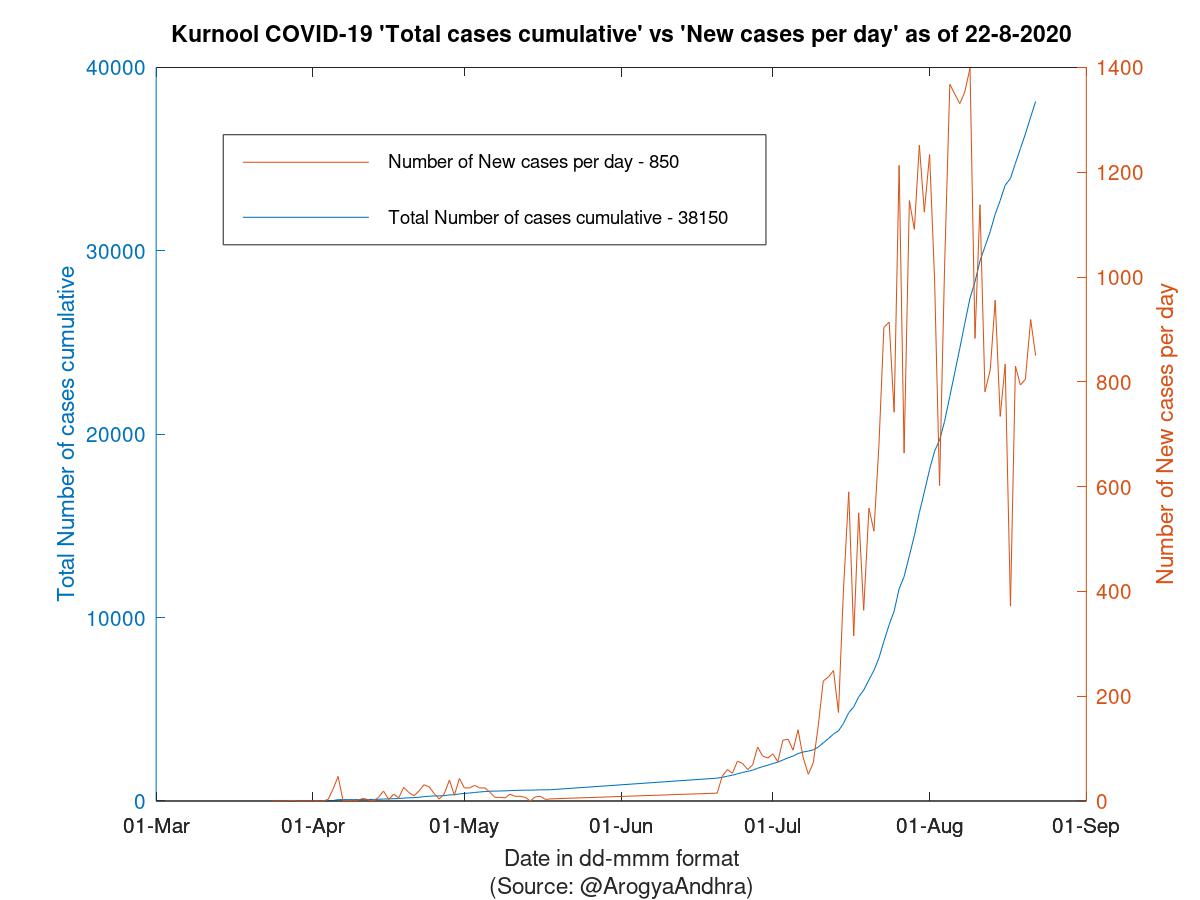 Kurnool COVID-19 'Total cases cumulative' vs 'New cases per day' as of 22-8-2020
40000
30000
20000
10000
0
Total Number of cases cumulative
Number of New cases per day - 850
Total Number of cases cumulative - 38150
1400
1200
1000
800
600
400
200
0
Number of New cases per day
01-Mar 01-Apr 01-May 01-Jun 01-Jul 01-Aug 01-Sep
Date in dd-mmm format
(Source: @ArogyaAndhra)